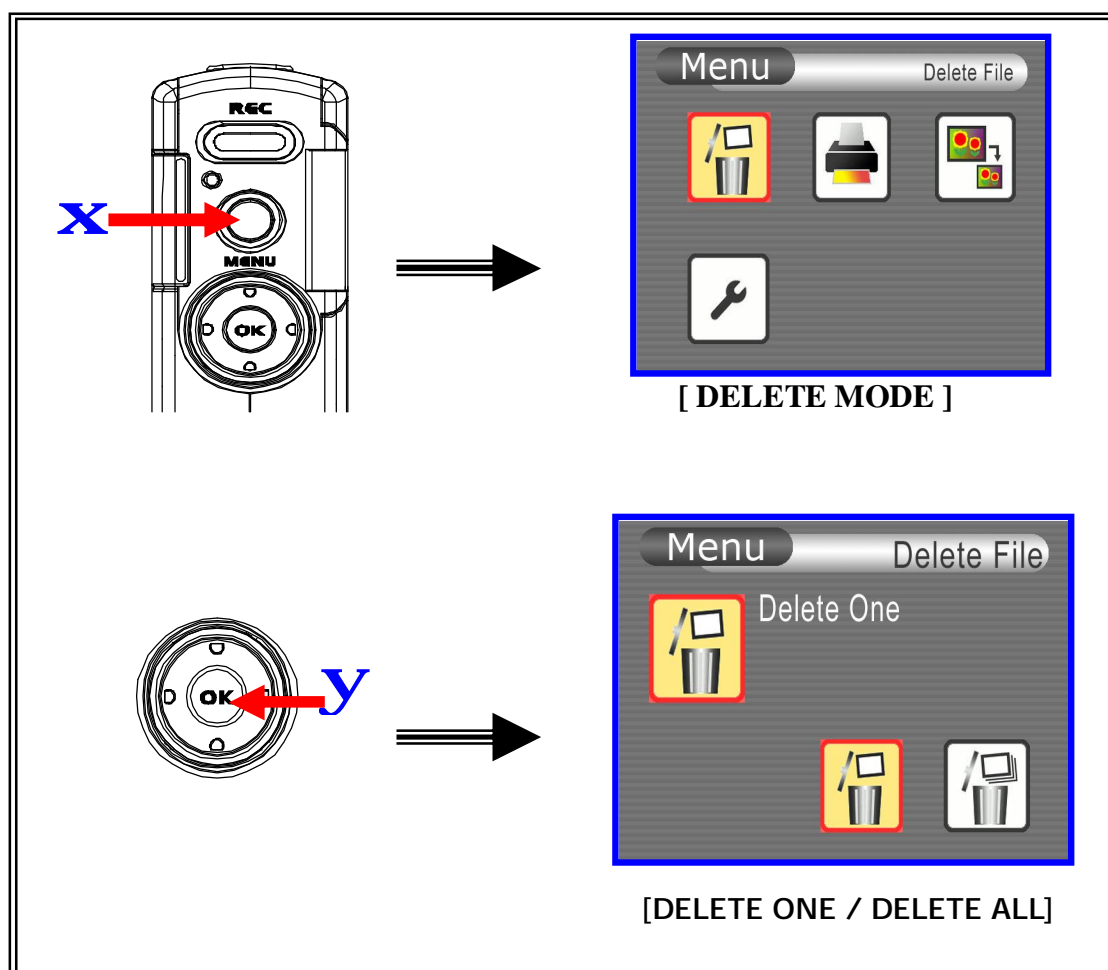 REC
x
MENU
OK
Menu
Delete File
[ DELETE MODE ]
OK
y
Menu
Delete File
Delete One
[DELETE ONE / DELETE ALL]